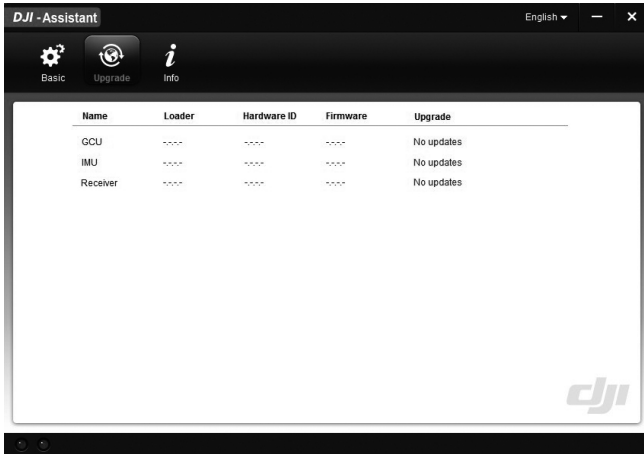 DJI - Assistant English
Basic Upgrade Info
Name Loader Hardware ID Firmware Upgrade
GCU -.-.-.- -.-.-.- -.-.-.- No updates
IMU -.-.-.- -.-.-.- -.-.-.- No updates
Receiver -.-.-.- -.-.-.- -.-.-.- No updates
dji